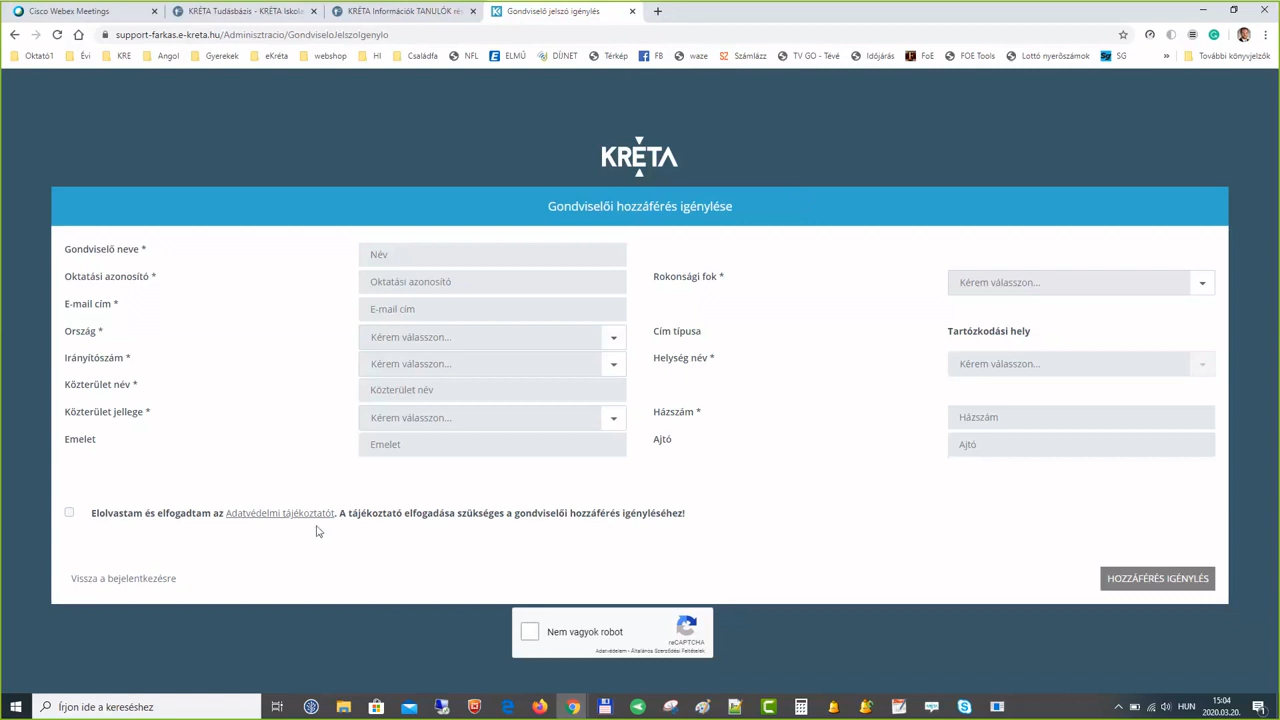 Cisco Webex Meetings
KRÉTA Tudásbázis - KRÉTA Iskola
KRÉTA Információk TANULÓK rés
Gondviselő jelszó igénylés
support-farkas.e-kreta.hu/Adminisztracio/GondviseloJelszoIgenylo
Oktató1 Évi KRE Angol Gyerekek eKréta webshop HI Családfa NFL ELMŰ DÜNET Térkép FB waze Számlázz TV GO - Tévé Időjárás FoE FOE Tools Lottó nyerőszámok SG » További könyvjelzők
KRÉTA
Gondviselői hozzáférés igénylése
Gondviselő neve * Név
Oktatási azonosító * Oktatási azonosító Rokonsági fok * Kérem válasszon...
E-mail cím * E-mail cím
Ország * Kérem válasszon... Cím típusa Tartózkodási hely
Irányítószám * Kérem válasszon... Helység név * Kérem válasszon...
Közterület név * Közterület név
Közterület jellege * Kérem válasszon... Házszám * Házszám
Emelet Emelet Ajtó Ajtó
Elolvastam és elfogadtam az Adatvédelmi tájékoztatót. A tájékoztató elfogadása szükséges a gondviselői hozzáférés igényléséhez!
Vissza a bejelentkezésre HOZZÁFÉRÉS IGÉNYLÉS
Nem vagyok robot
reCAPTCHA
Adatvédelem - Általános Szerződési Feltételek
Írjon ide a kereséshez
HUN
15:04
2020.03.20.